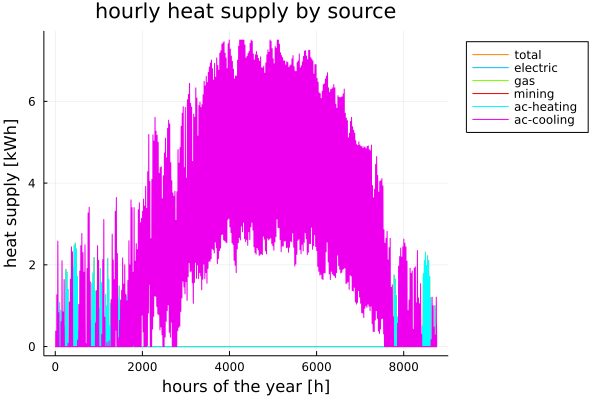 hourly heat supply by source
total
electric
gas
mining
ac-heating
ac-cooling
heat supply [kWh]
6
4
2
0
0 2000 4000 6000 8000
hours of the year [h]